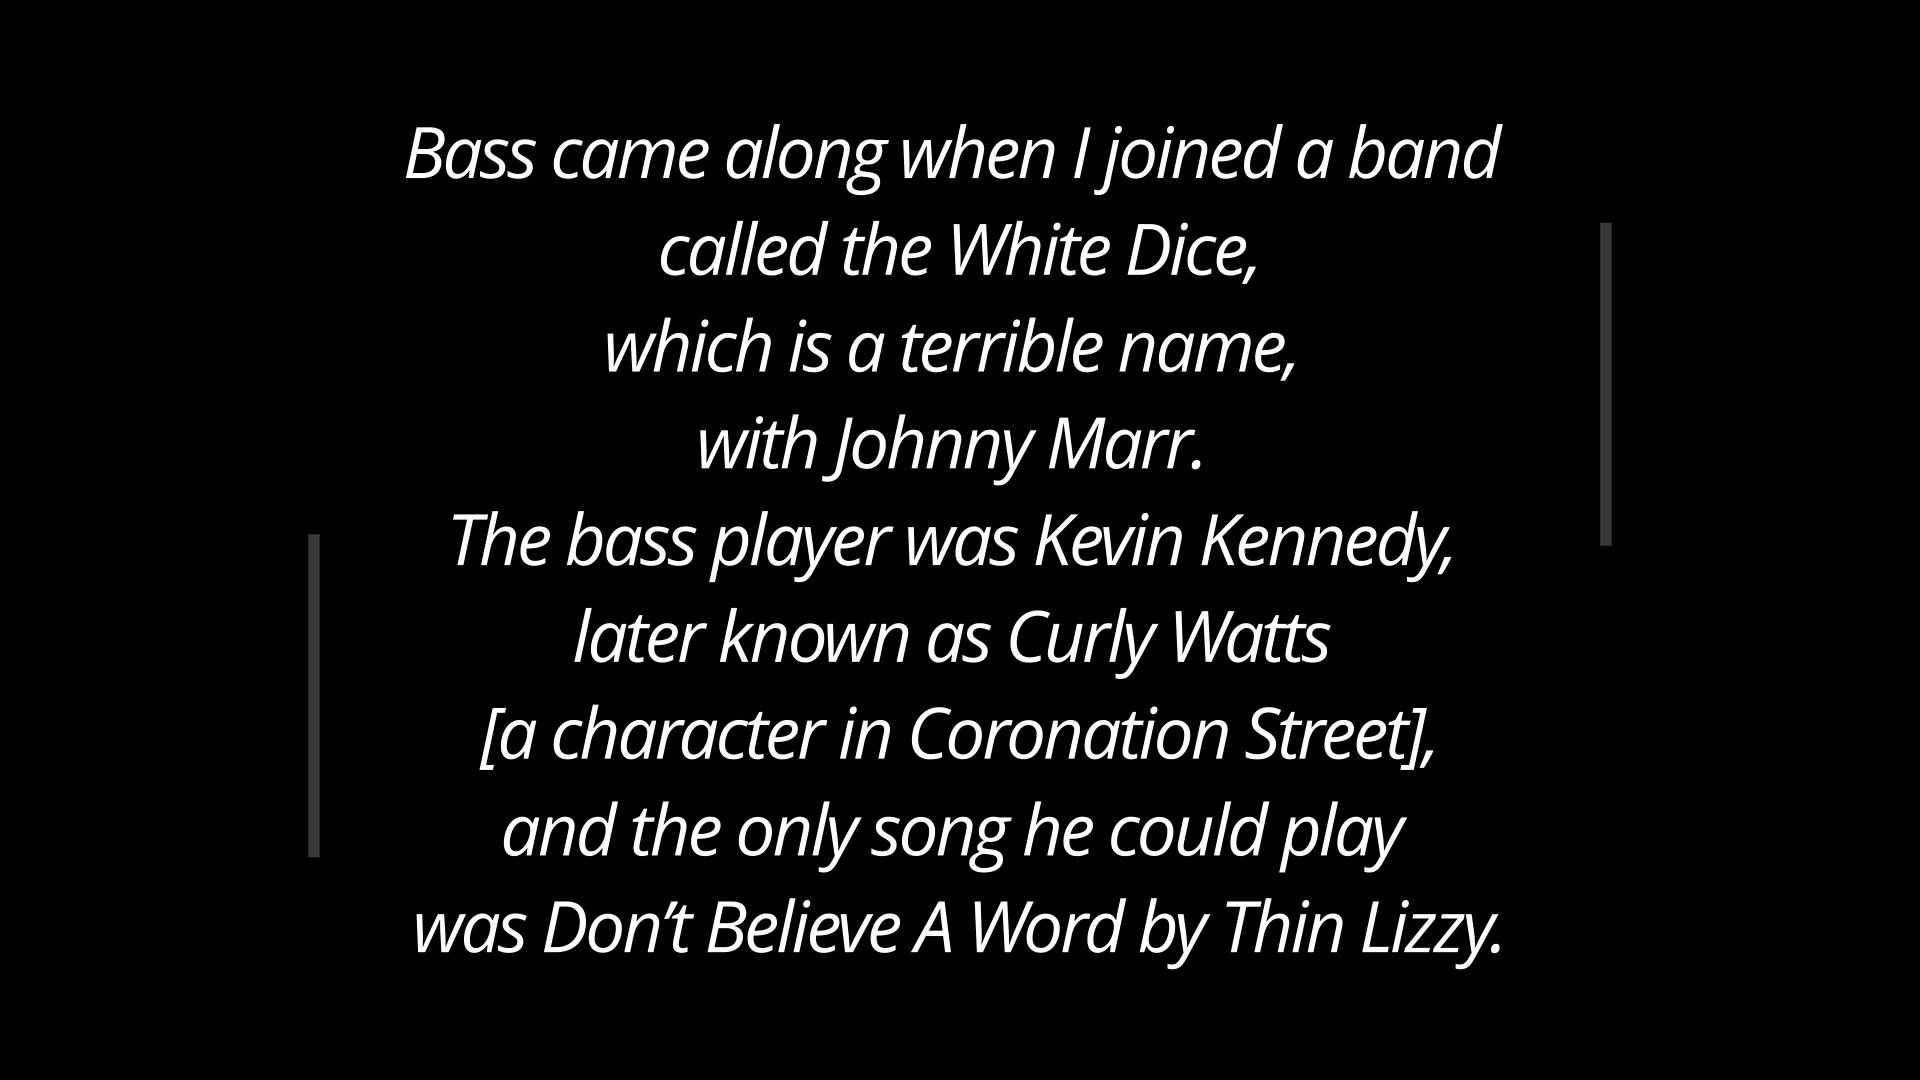 Bass came along when I joined a band
called the White Dice,
which is a terrible name,
with Johnny Marr.
The bass player was Kevin Kennedy,
later known as Curly Watts
[a character in Coronation Street],
and the only song he could play
was Don’t Believe A Word by Thin Lizzy.